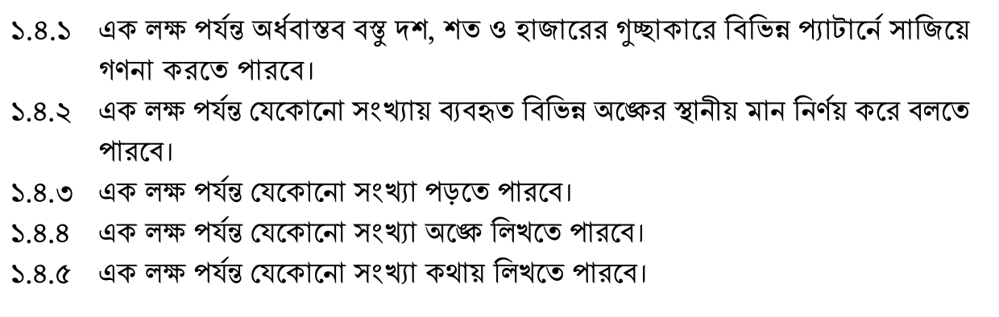 ১.৪.১ এক লক্ষ পর্যন্ত অর্ধবাস্তব বস্তু দশ, শত ও হাজারের গুচ্ছাকারে বিভিন্ন প্যাটার্নে সাজিয়ে
গণনা করতে পারবে।
১.৪.২ এক লক্ষ পর্যন্ত যেকোনো সংখ্যায় ব্যবহৃত বিভিন্ন অঙ্কের স্থানীয় মান নির্ণয় করে বলতে
পারবে।
১.৪.৩ এক লক্ষ পর্যন্ত যেকোনো সংখ্যা পড়তে পারবে।
১.৪.৪ এক লক্ষ পর্যন্ত যেকোনো সংখ্যা অঙ্কে লিখতে পারবে।
১.৪.৫ এক লক্ষ পর্যন্ত যেকোনো সংখ্যা কথায় লিখতে পারবে।